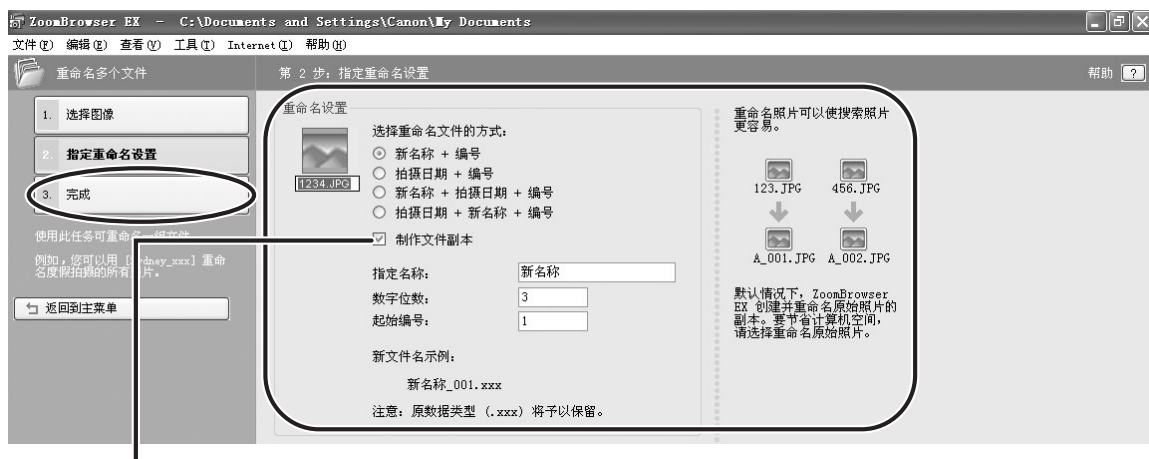 ZoomBrowser EX - C:\Documents and Settings\Canon\My Documents
文件(F) 编辑(E) 查看(V) 工具(T) Internet(I) 帮助(H)
重命名多个文件
第 2 步: 指定重命名设置
帮助 ?
1. 选择图像
2. 指定重命名设置
3. 完成
使用此任务可重命名一组文件。
例如，您可以用 [Sydney_xxx] 重命
名度假拍摄的所有 片。
返回到主菜单
重命名设置
1234.JPG
选择重命名文件的方式:
新名称 + 编号
拍摄日期 + 编号
新名称 + 拍摄日期 + 编号
拍摄日期 + 新名称 + 编号
制作文件副本
指定名称: 新名称
数字位数: 3
起始编号: 1
新文件名示例:
新名称_001.xxx
注意: 原数据类型 (.xxx) 将予以保留。
重命名照片可以使搜索照片
更容易。
123.JPG 456.JPG
A_001.JPG A_002.JPG
默认情况下，ZoomBrowser
EX 创建并重命名原始照片的
副本。要节省计算机空间，
请选择重命名原始照片。